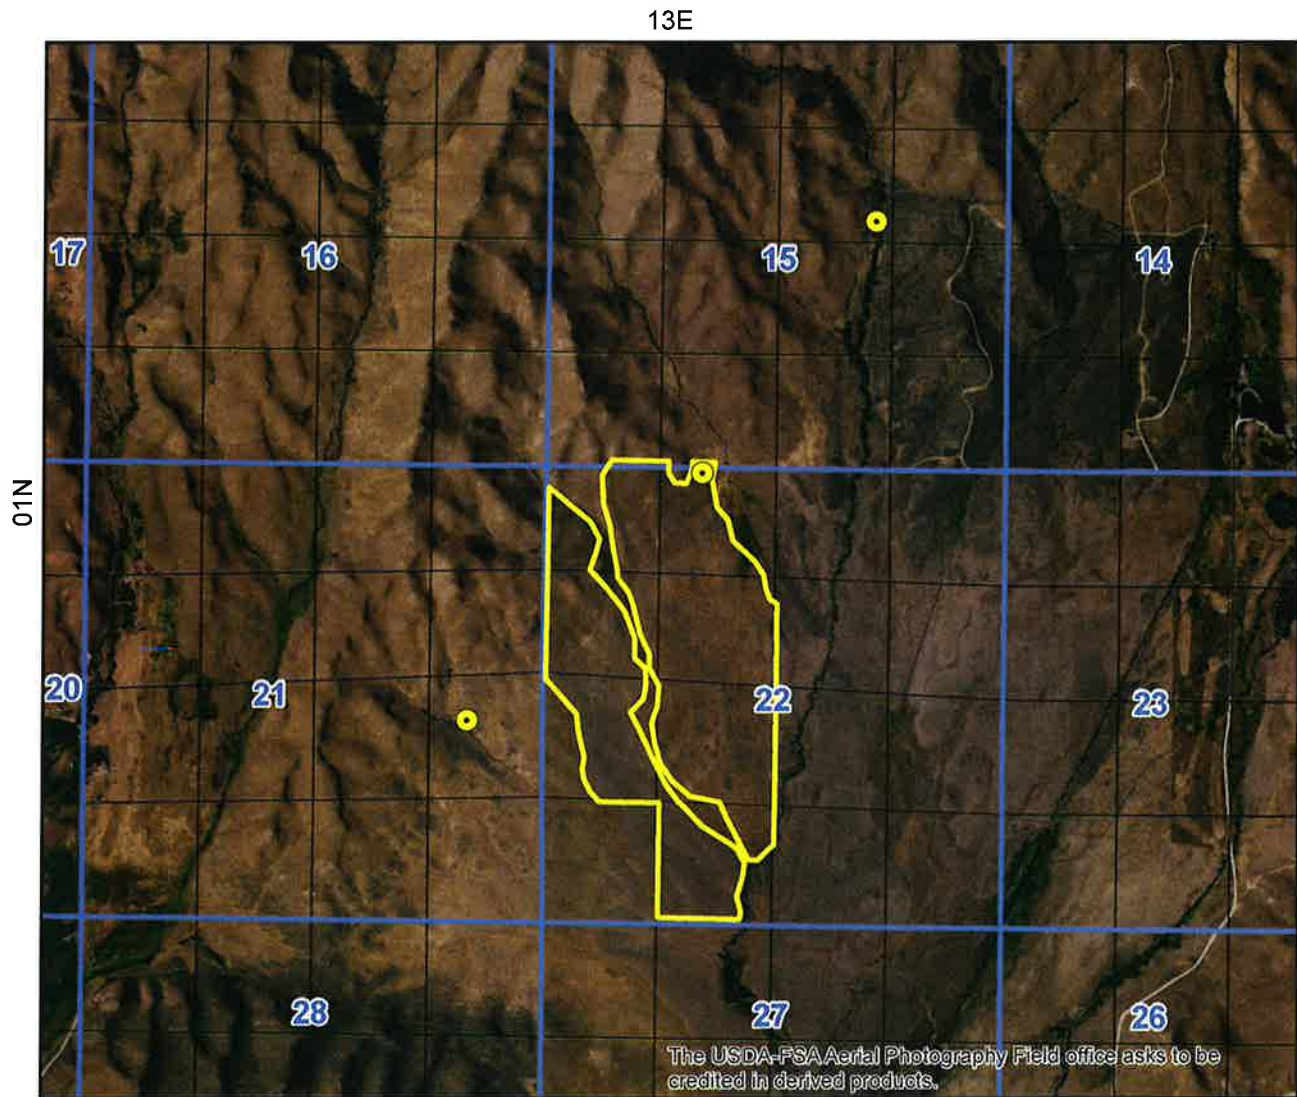 13E
17
16
15
14
01N
20
21
22
23
28
27
26
The USDA-FSA Aerial Photography Field office asks to be
credited in derived products.